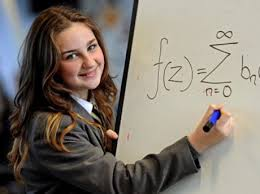 f(z) = ∞∑n=0 bn